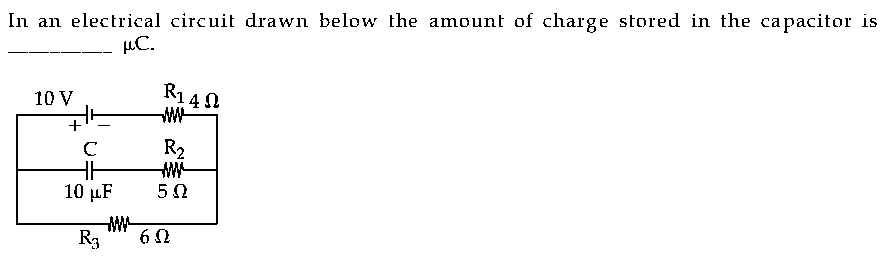 In an electrical circuit drawn below the amount of charge stored in the capacitor is
_________ μC.
10 V
R1 4 Ω
+ −
C
R2
10 μF
5 Ω
R3
6 Ω